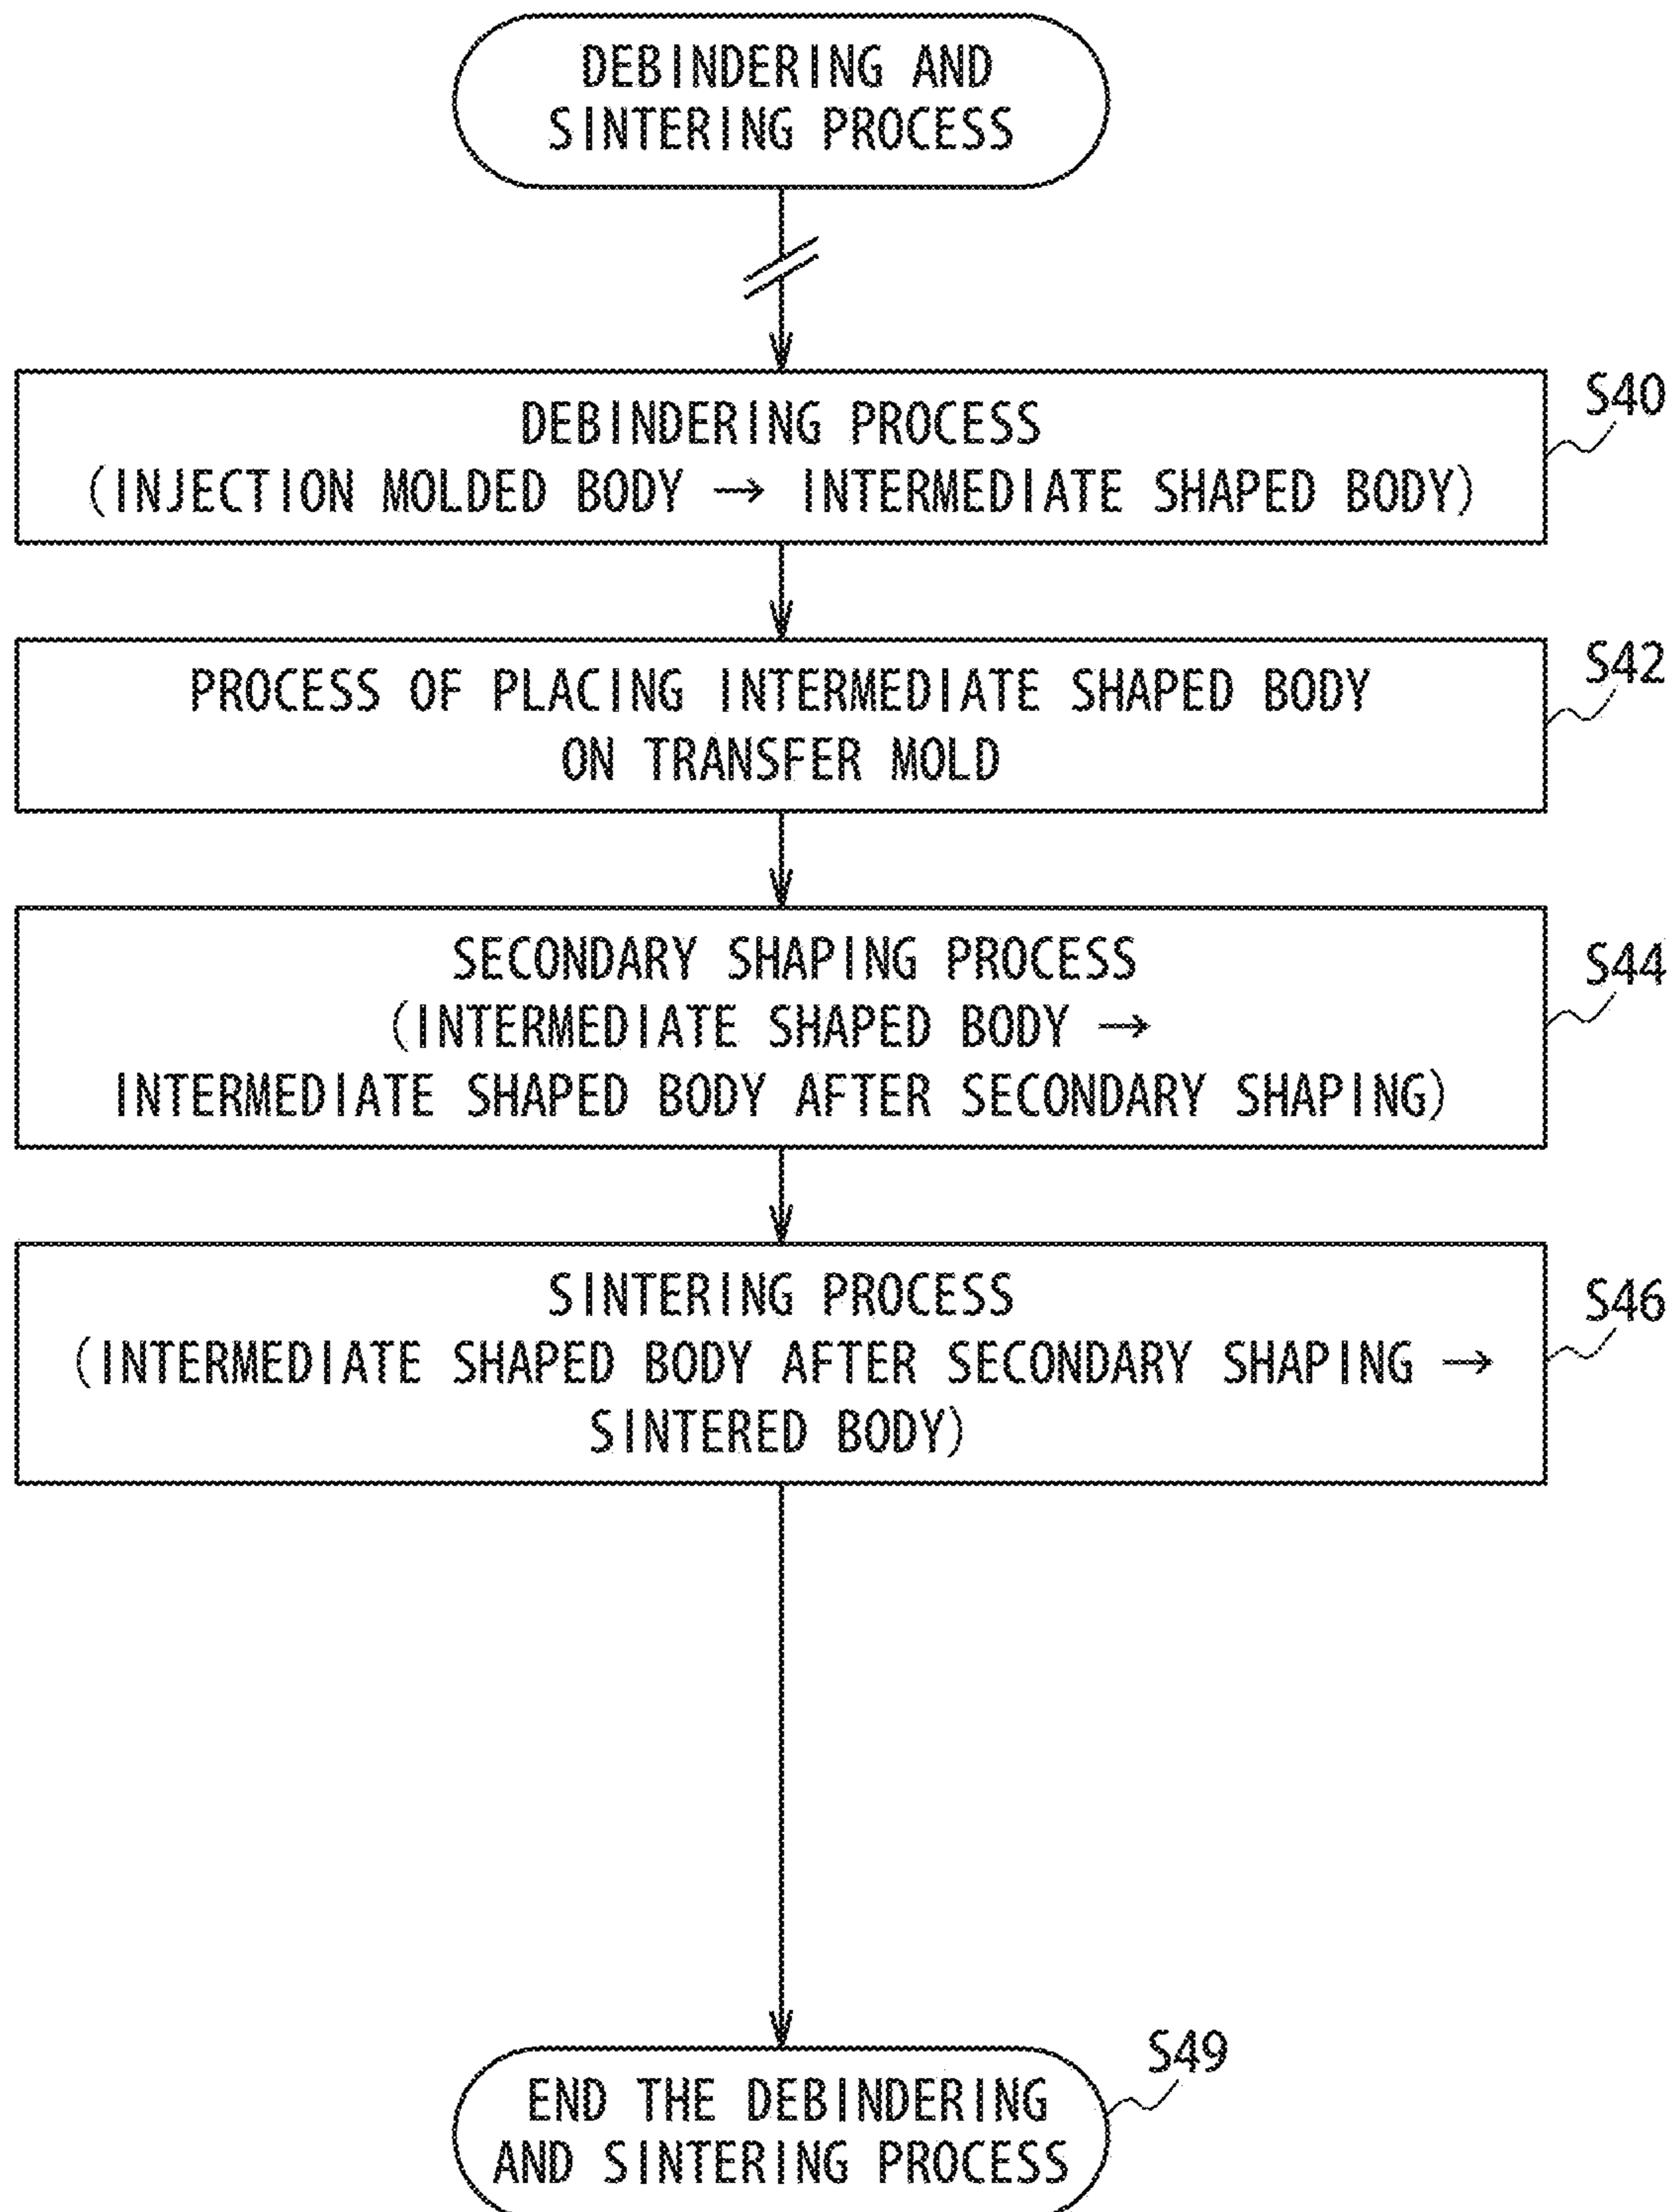 DEBINDERING AND
SINTERING PROCESS
S40
DEBINDERING PROCESS
(INJECTION MOLDED BODY → INTERMEDIATE SHAPED BODY)
S42
PROCESS OF PLACING INTERMEDIATE SHAPED BODY
ON TRANSFER MOLD
S44
SECONDARY SHAPING PROCESS
(INTERMEDIATE SHAPED BODY →
INTERMEDIATE SHAPED BODY AFTER SECONDARY SHAPING)
S46
SINTERING PROCESS
(INTERMEDIATE SHAPED BODY AFTER SECONDARY SHAPING →
SINTERED BODY)
S49
END THE DEBINDERING
AND SINTERING PROCESS